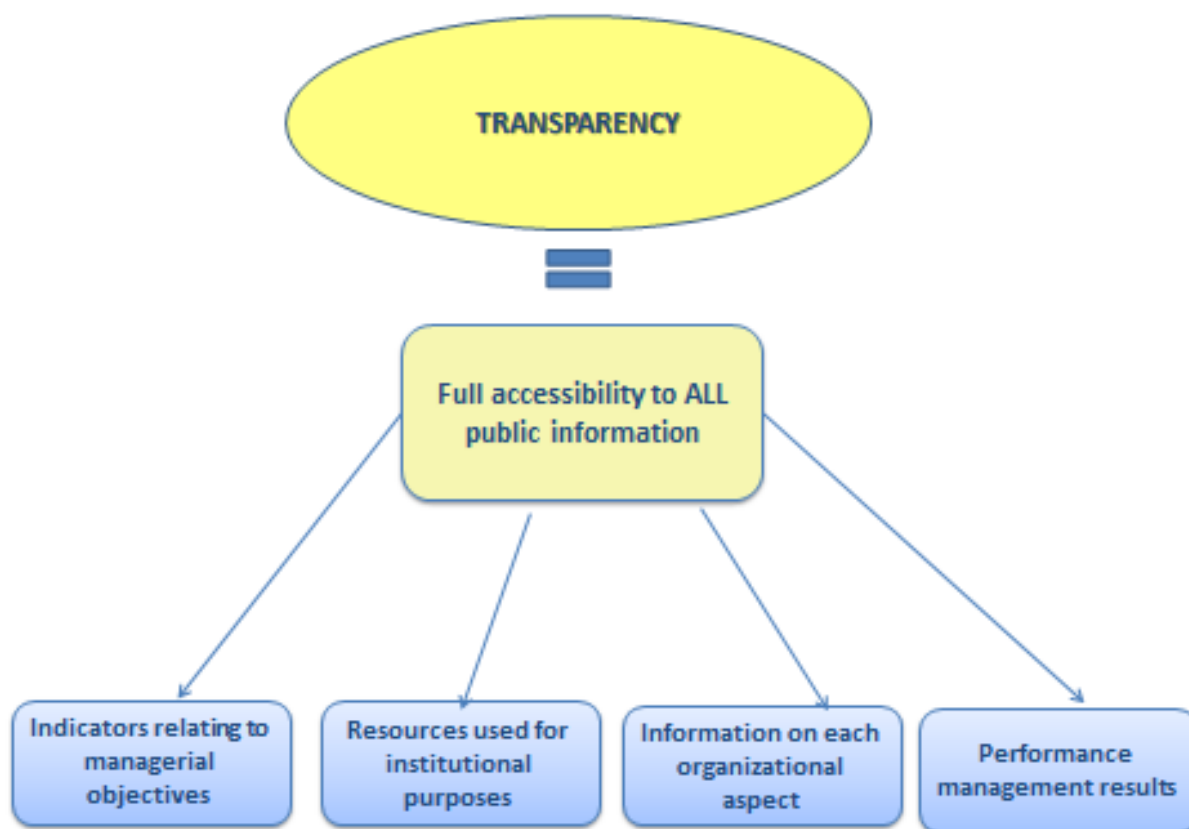 TRANSPARENCY
Full accessibility to ALL
public information
Indicators relating to
managerial
objectives
Resources used for
institutional
purposes
Information on each
organizational
aspect
Performance
management results